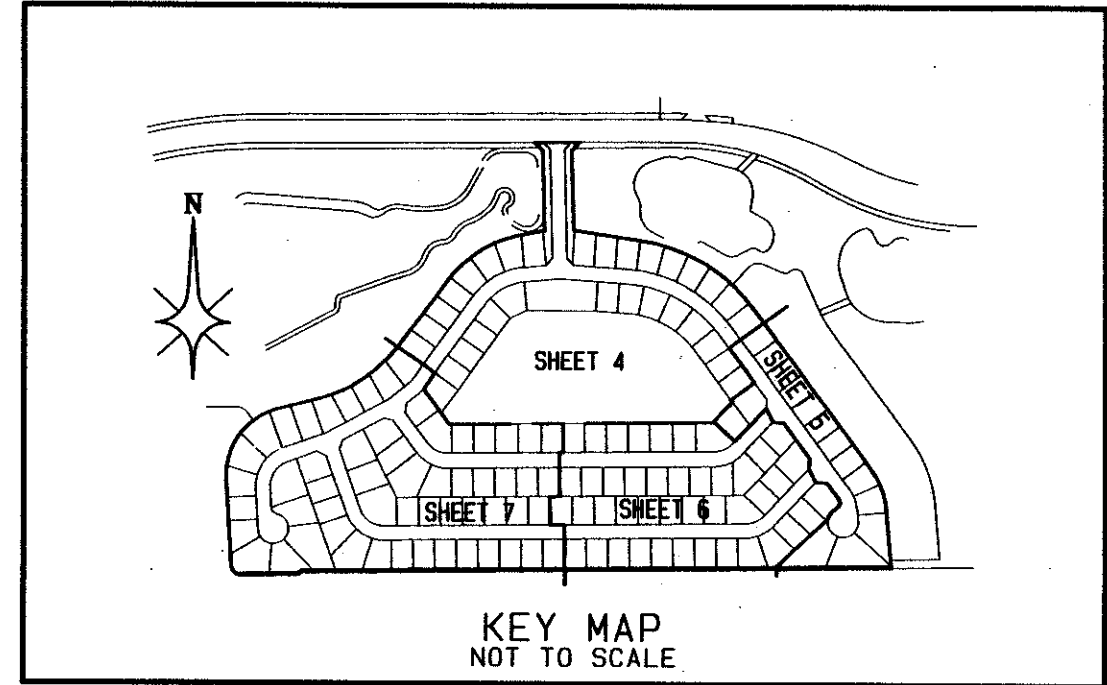 N
SHEET 4
SHEET 5
SHEET 7
SHEET 6
KEY MAP
NOT TO SCALE